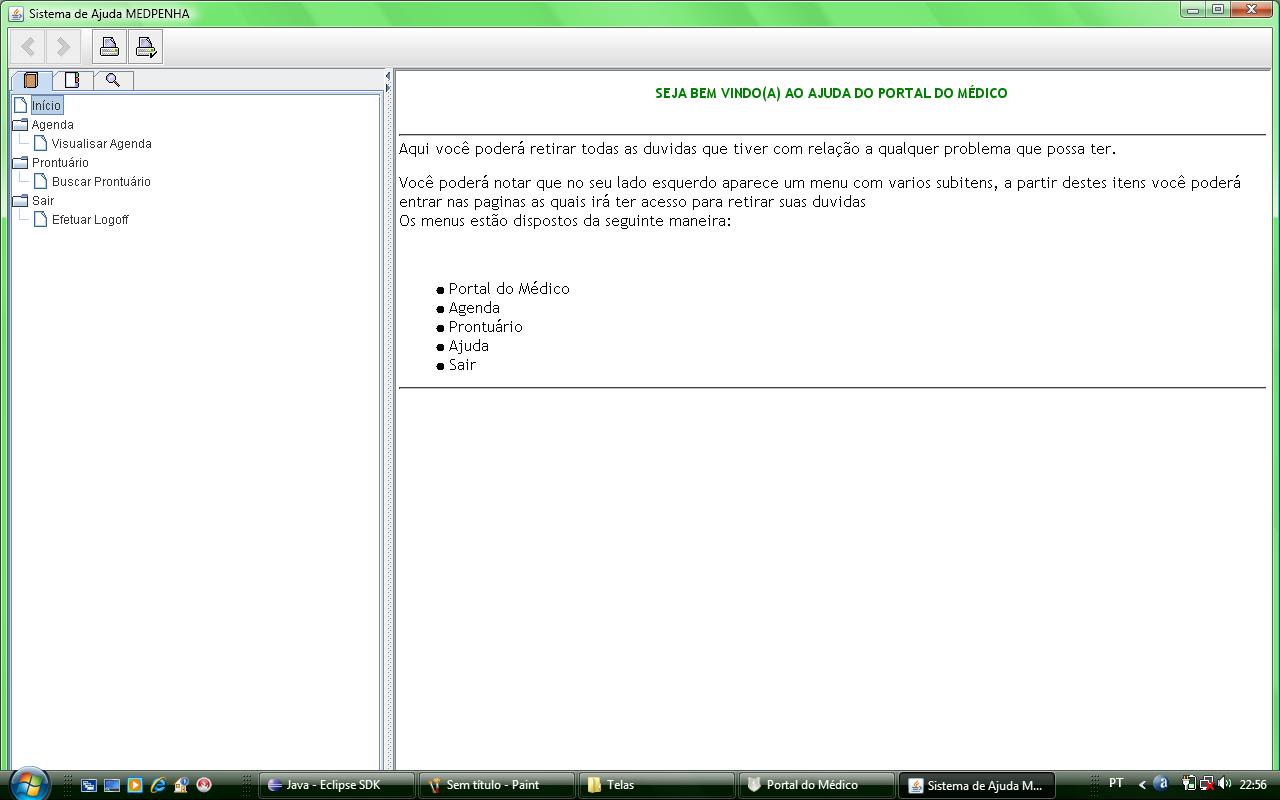 Sistema de Ajuda MEDPENHA
Início
Agenda
Visualisar Agenda
Prontuário
Buscar Prontuário
Sair
Efetuar Logoff
SEJA BEM VINDO(A) AO AJUDA DO PORTAL DO MÉDICO
Aqui você poderá retirar todas as duvidas que tiver com relação a qualquer problema que possa ter.
Você poderá notar que no seu lado esquerdo aparece um menu com varios subitens, a partir destes itens você poderá
entrar nas paginas as quais irá ter acesso para retirar suas duvidas
Os menus estão dispostos da seguinte maneira:
Portal do Médico
Agenda
Prontuário
Ajuda
Sair
Java - Eclipse SDK
Sem título - Paint
Telas
Portal do Médico
Sistema de Ajuda M...
PT
22:56